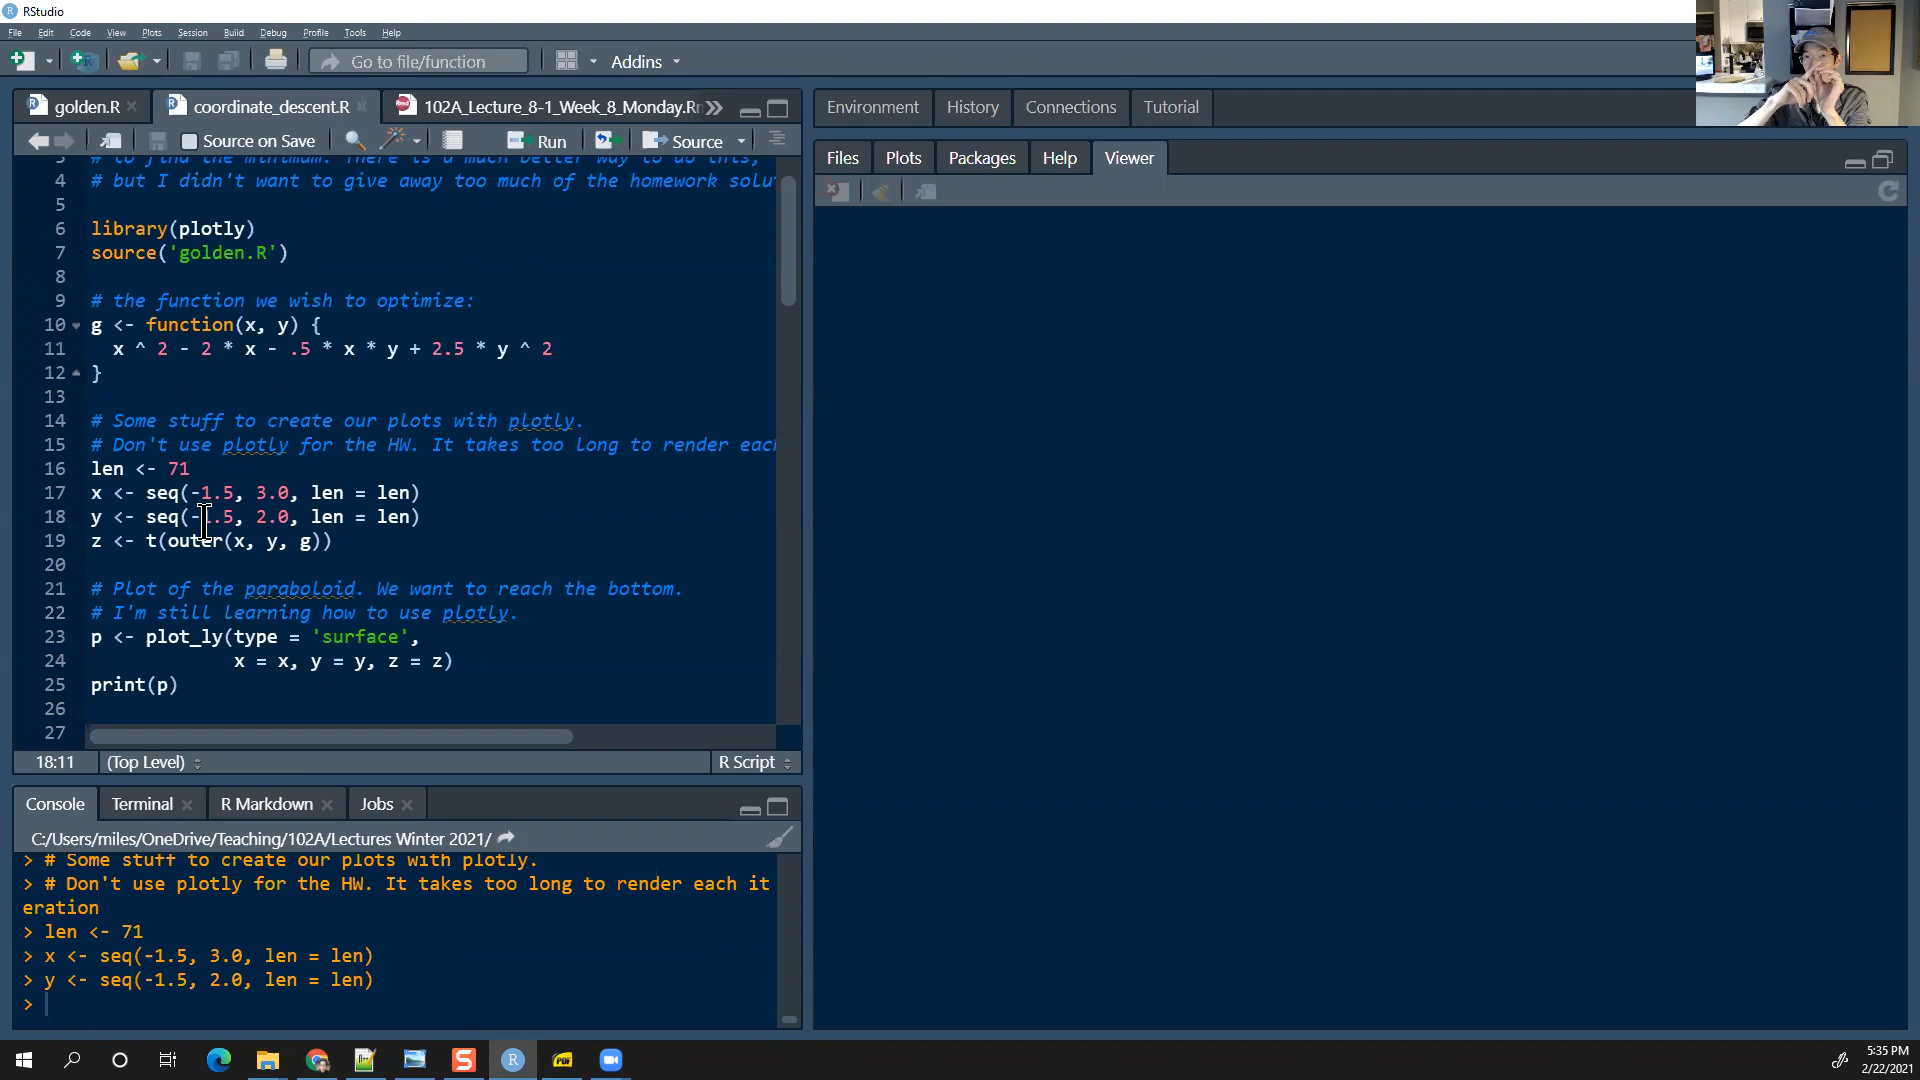 RStudio
File Edit Code View Plots Session Build Debug Profile Tools Help
Go to file/function Addins
golden.R coordinate_descent.R 102A_Lecture_8-1_Week_8_Monday.Rm
Source on Save Run Source
3 # to find the minimum. There is a much better way to do this,
4 # but I didn't want to give away too much of the homework solu
5
6 library(plotly)
7 source('golden.R')
8
9 # the function we wish to optimize:
10 g <- function(x, y) {
11 x ^ 2 - 2 * x - .5 * x * y + 2.5 * y ^ 2
12 }
13
14 # Some stuff to create our plots with plotly.
15 # Don't use plotly for the HW. It takes too long to render eac
16 len <- 71
17 x <- seq(-1.5, 3.0, len = len)
18 y <- seq(-1.5, 2.0, len = len)
19 z <- t(outer(x, y, g))
20
21 # Plot of the paraboloid. We want to reach the bottom.
22 # I'm still learning how to use plotly.
23 p <- plot_ly(type = 'surface',
24 x = x, y = y, z = z)
25 print(p)
26
27
18:11 (Top Level) R Script
Console Terminal R Markdown Jobs
C:/Users/miles/OneDrive/Teaching/102A/Lectures Winter 2021/
> # Some stuff to create our plots with plotly.
> # Don't use plotly for the HW. It takes too long to render each it
eration
> len <- 71
> x <- seq(-1.5, 3.0, len = len)
> y <- seq(-1.5, 2.0, len = len)
>
Environment History Connections Tutorial
Files Plots Packages Help Viewer
5:35 PM
2/22/2021